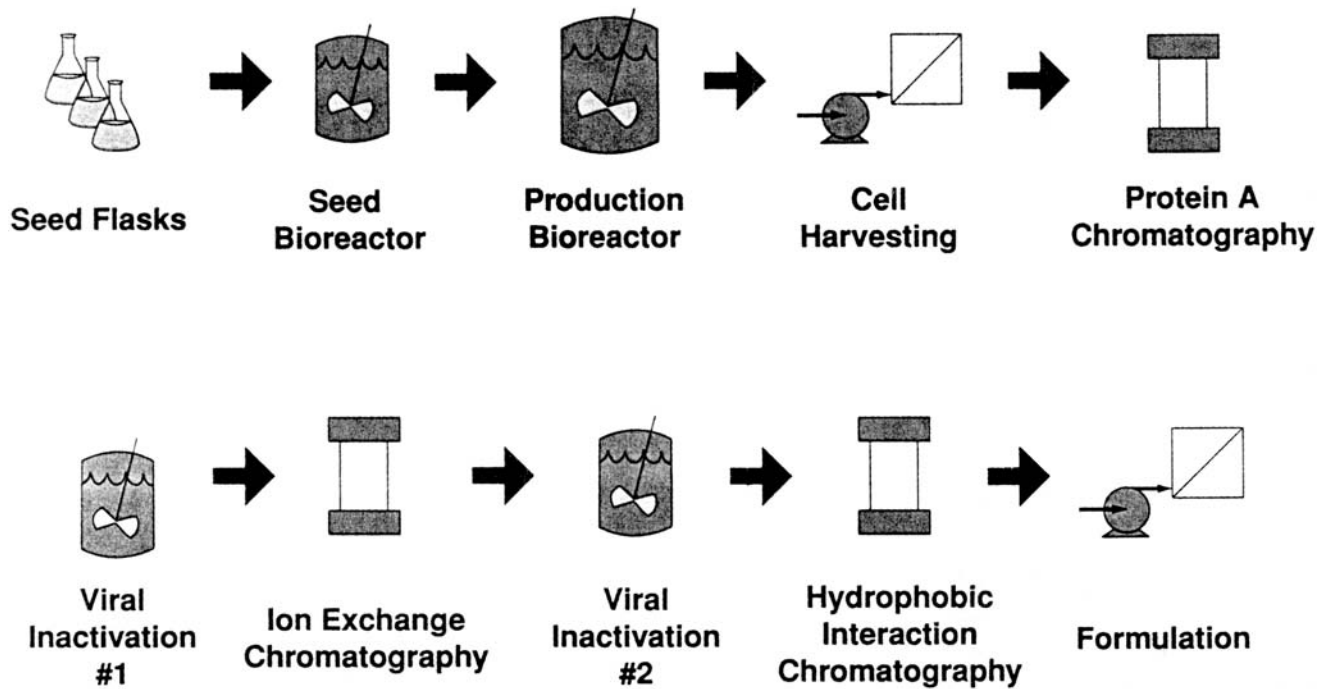 Seed Flasks
Seed
Bioreactor
Production
Bioreactor
Cell
Harvesting
Protein A
Chromatography
Viral
Inactivation
#1
Ion Exchange
Chromatography
Viral
Inactivation
#2
Hydrophobic
Interaction
Chromatography
Formulation